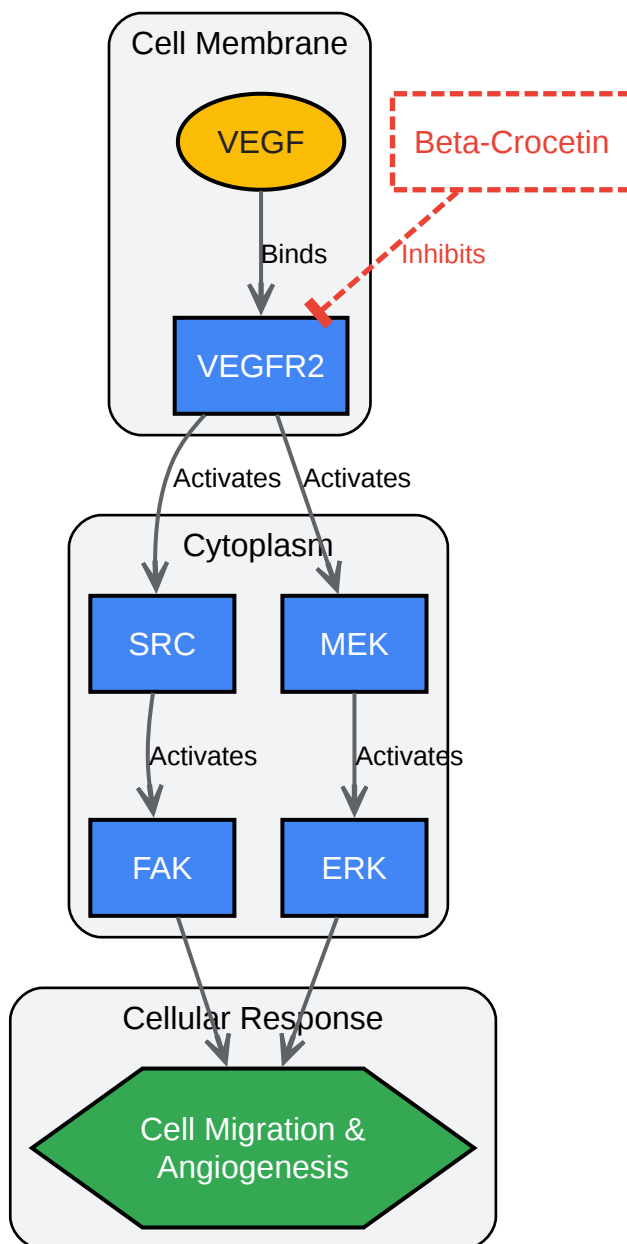 Cell Membrane
VEGF
Beta-Crocetin
Binds
Inhibits
VEGFR2
Activates
Activates
Cytoplasm
SRC
MEK
Activates
Activates
FAK
ERK
Cellular Response
Cell Migration &
Angiogenesis